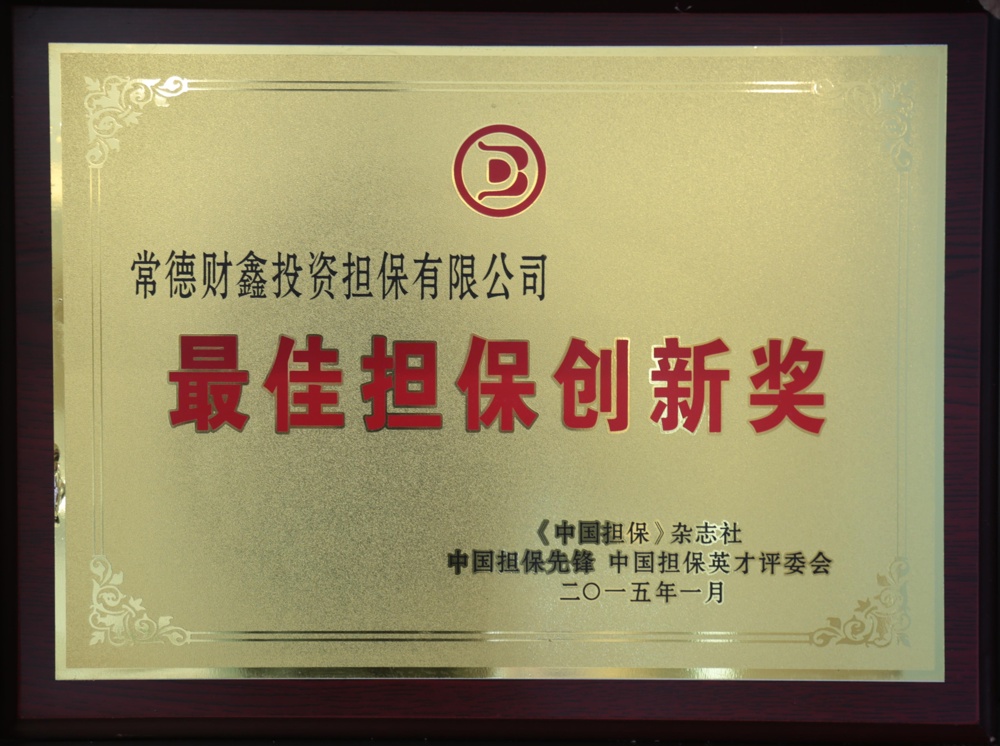 常德财鑫投资担保有限公司
最佳担保创新奖
《中国担保》杂志社
中国担保先锋 中国担保英才评委会
二〇一五年一月